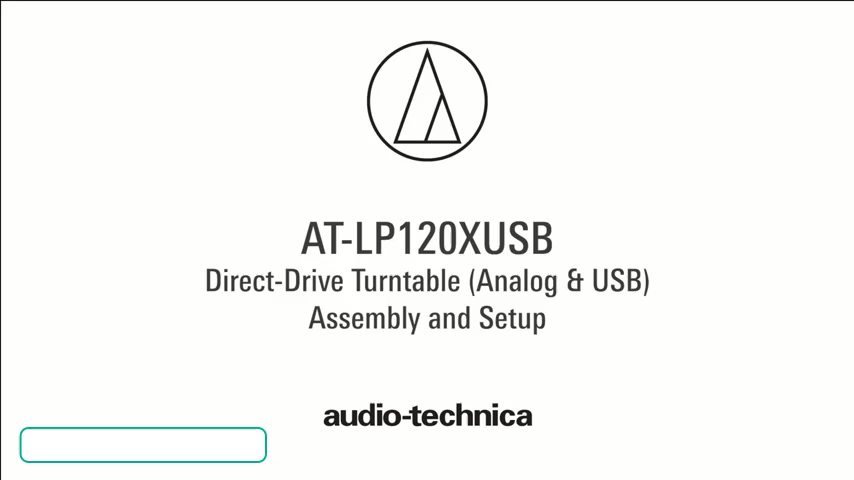 AT-LP120XUSB
Direct-Drive Turntable (Analog & USB)
Assembly and Setup
audio-technica